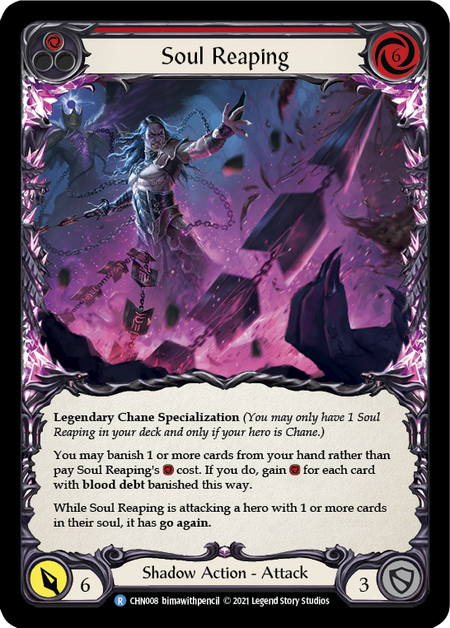 Soul Reaping
6
Legendary Chane Specialization (You may only have 1 Soul
Reaping in your deck and only if your hero is Chane.)
You may banish 1 or more cards from your hand rather than
pay Soul Reaping's cost. If you do, gain for each card
with blood debt banished this way.
While Soul Reaping is attacking a hero with 1 or more cards
in their soul, it has go again.
6
Shadow Action - Attack
3
R CHN008 bimawithpencil © 2021 Legend Story Studios